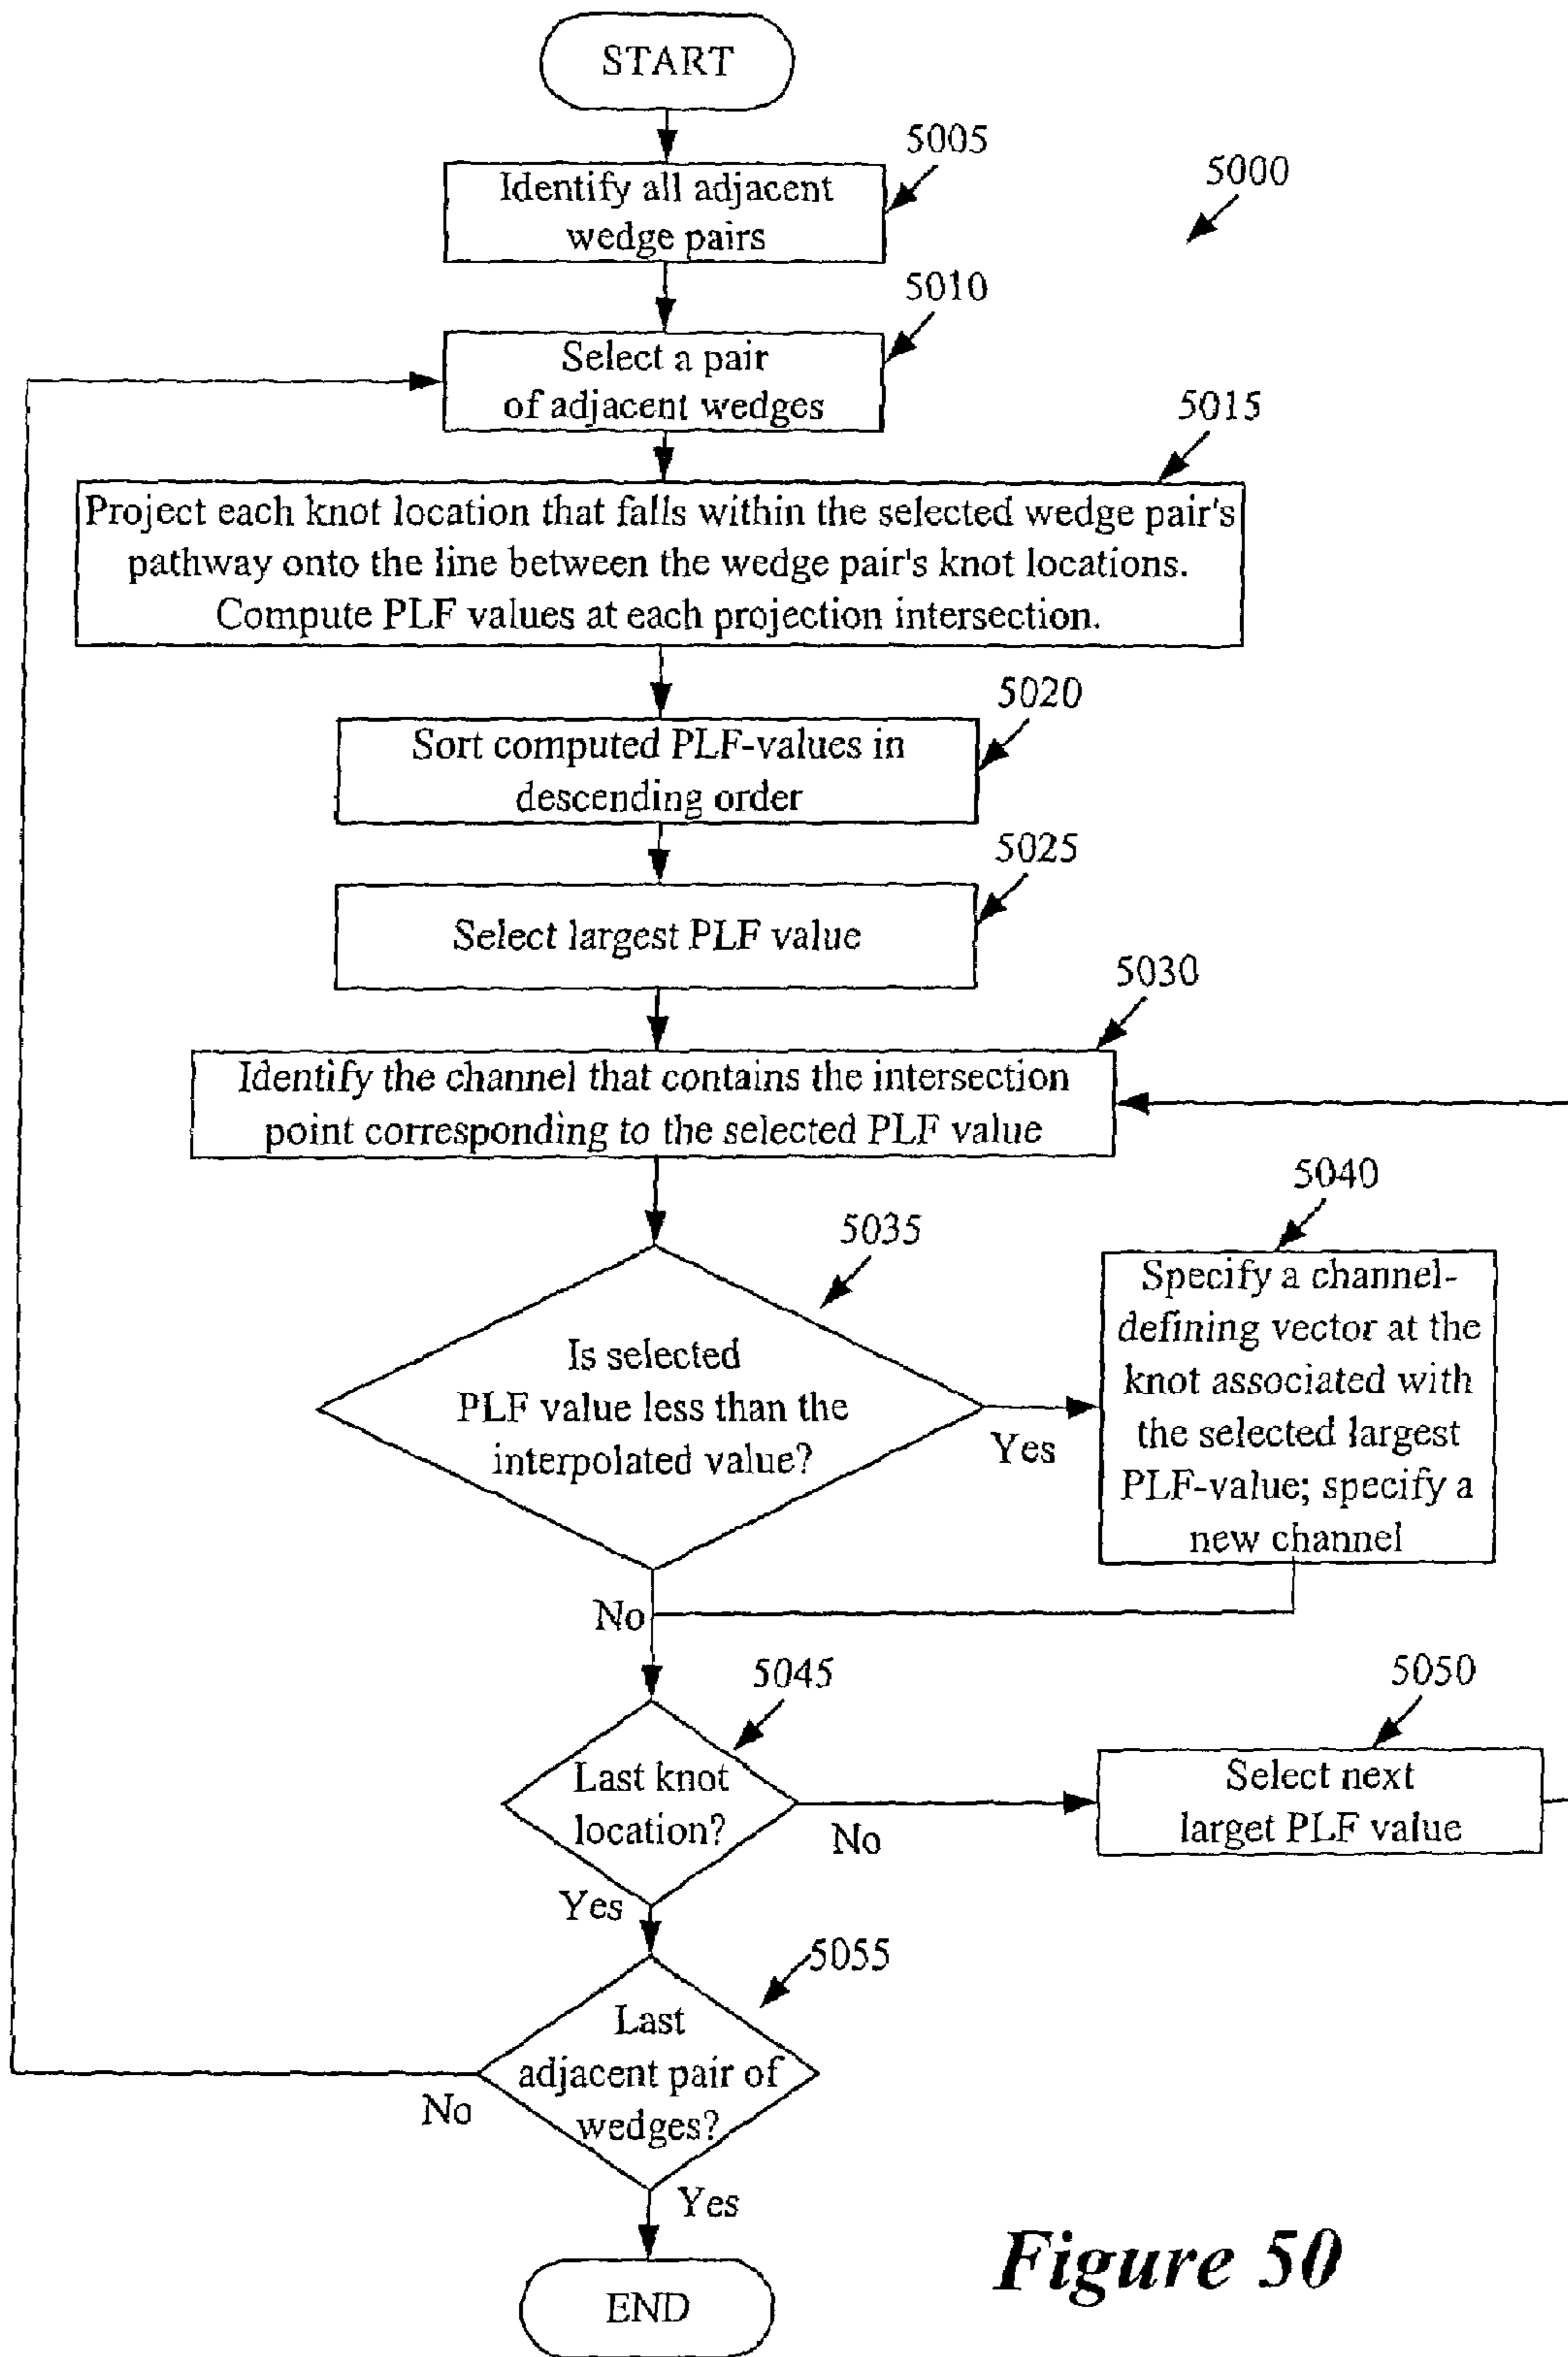 START
5005
Identify all adjacent
wedge pairs
5000
5010
Select a pair
of adjacent wedges
5015
Project each knot location that falls within the selected wedge pair's
pathway onto the line between the wedge pair's knot locations.
Compute PLF values at each projection intersection.
5020
Sort computed PLF-values in
descending order
5025
Select largest PLF value
5030
Identify the channel that contains the intersection
point corresponding to the selected PLF value
5035
Is selected
PLF value less than the
interpolated value?
Yes
5040
Specify a channel-
defining vector at the
knot associated with
the selected largest
PLF-value; specify a
new channel
No
5045
Last knot
location?
No
5050
Select next
larget PLF value
Yes
5055
Last
adjacent pair of
wedges?
No
Yes
END
Figure 50